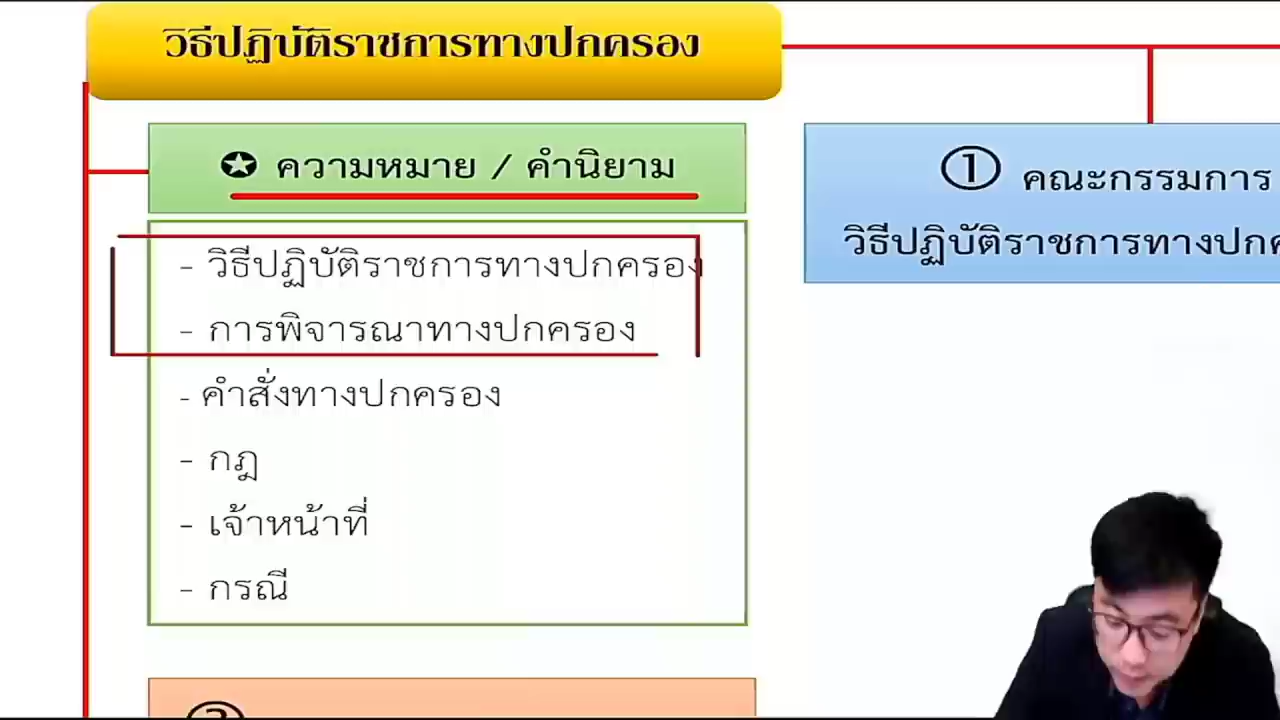 วิธีปฏิบัติราชการทางปกครอง
✪ ความหมาย / คำนิยาม
- วิธีปฏิบัติราชการทางปกครอง
- การพิจารณาทางปกครอง
- คำสั่งทางปกครอง
- กฎ
- เจ้าหน้าที่
- กรณี
① คณะกรรมการ
วิธีปฏิบัติราชการทางปก